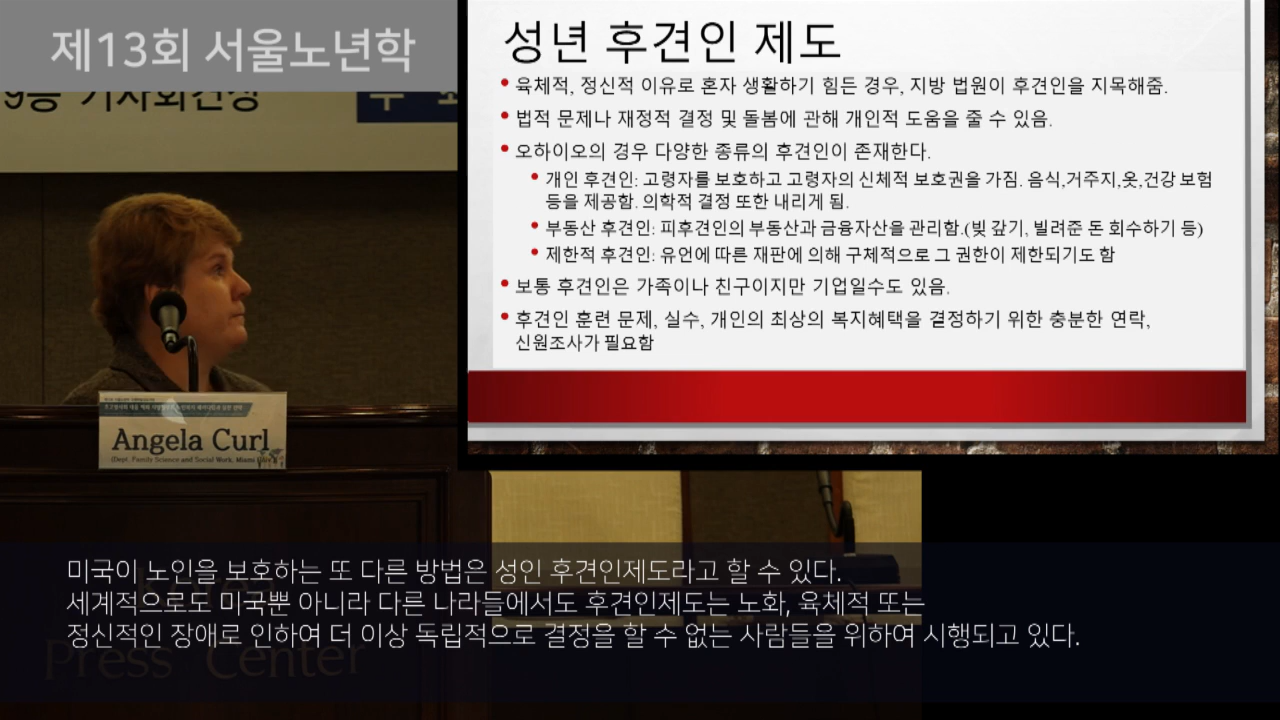 제13회 서울노년학
9층 기자회견장
성년 후견인 제도
• 육체적, 정신적 이유로 혼자 생활하기 힘든 경우, 지방 법원이 후견인을 지목해줌.
• 법적 문제나 재정적 결정 및 돌봄에 관해 개인적 도움을 줄 수 있음.
• 오하이오의 경우 다양한 종류의 후견인이 존재한다.
• 개인 후견인: 고령자를 보호하고 고령자의 신체적 보호권을 가짐. 음식,거주지,옷,건강 보험
등을 제공함. 의학적 결정 또한 내리게 됨.
• 부동산 후견인: 피후견인의 부동산과 금융자산을 관리함.(빚 갚기, 빌려준 돈 회수하기 등)
• 제한적 후견인: 유언에 따른 재판에 의해 구체적으로 그 권한이 제한되기도 함
• 보통 후견인은 가족이나 친구이지만 기업일수도 있음.
• 후견인 훈련 문제, 실수, 개인의 최상의 복지혜택을 결정하기 위한 충분한 연락,
신원조사가 필요함
Angela Curl
(Dept. Family Science and Social Work, Miami
미국이 노인을 보호하는 또 다른 방법은 성인 후견인제도라고 할 수 있다.
세계적으로도 미국뿐 아니라 다른 나라들에서도 후견인제도는 노화, 육체적 또는
정신적인 장애로 인하여 더 이상 독립적으로 결정을 할 수 없는 사람들을 위하여 시행되고 있다.
Press Center